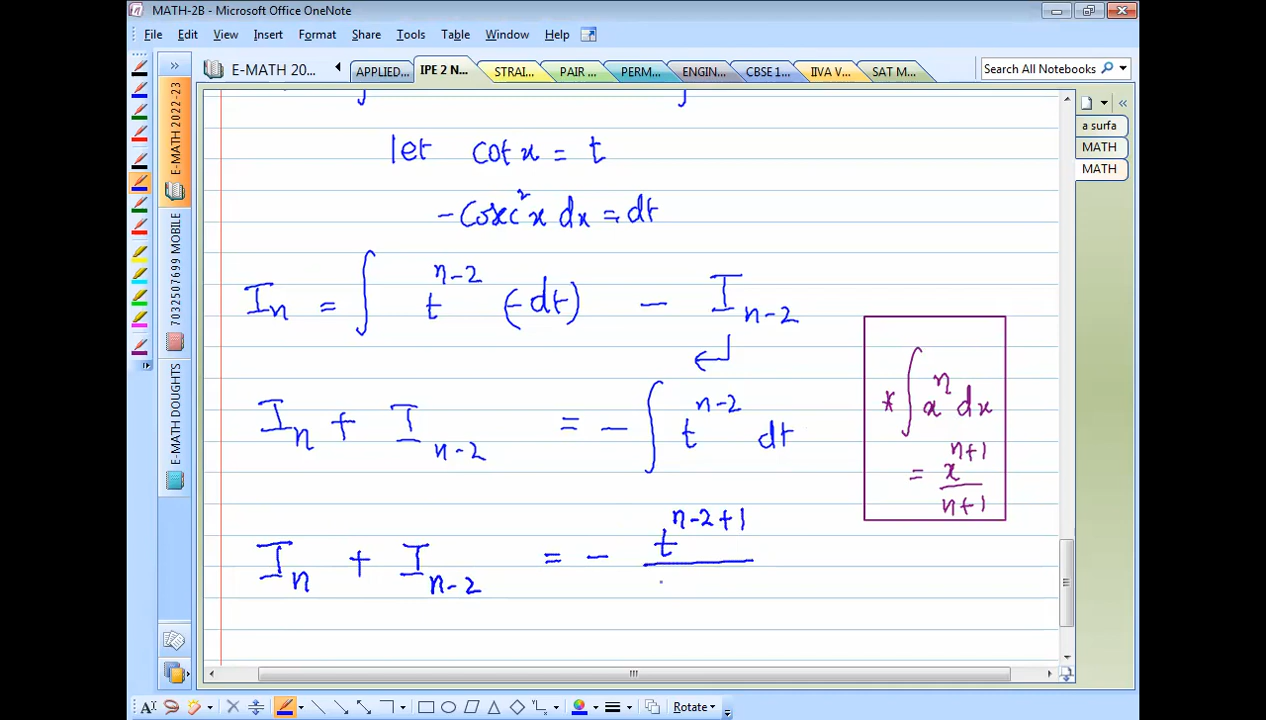 MATH-2B - Microsoft Office OneNote
File Edit View Insert Format Share Tools Table Window Help
E-MATH 20... APPLIED... IPE 2 N... STRAI... PAIR ... PERM... ENGIN... CBSE 1... IIVA V... SAT M... Search All Notebooks
E-MATH 2022-23
7032507699 MOBILE
E-MATH DOUGHTS
a surfa
MATH
MATH
let cot x = t
-cosec²x dx = dt
Iₙ = ∫ t^{n-2} (-dt) - I_{n-2}
Iₙ + I_{n-2} = - ∫ t^{n-2} dt
* ∫ x^n dx
= x^{n+1}/n+1
Iₙ + I_{n-2} = - t^{n-2+1}
Rotate